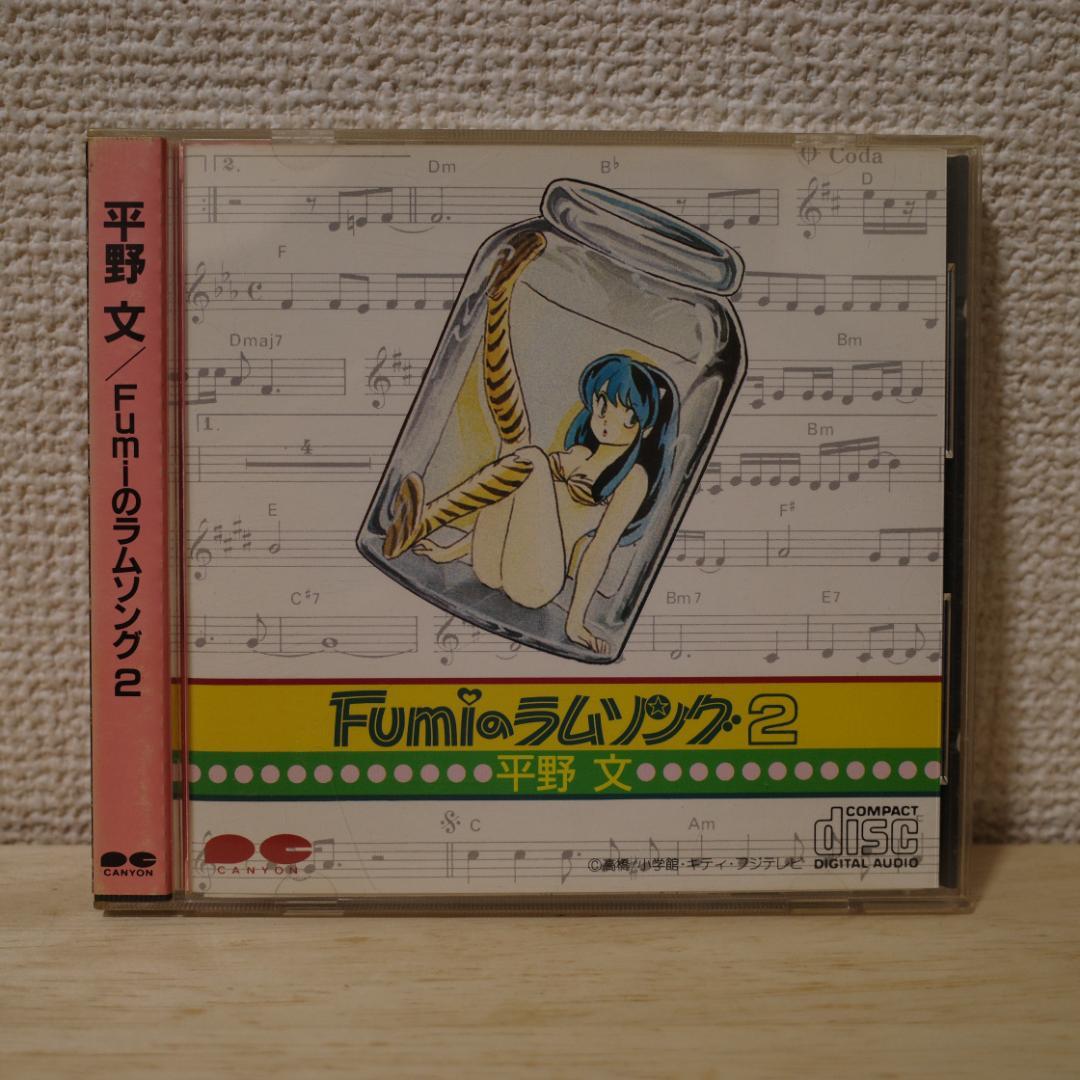 平野 文／Fumiのラムソング2
PC
CANYON
2.
Dm
B♭
Coda
D
F
Dmaj7
Bm
1.
4
Bm
E
F♯
C♯7
Bm7
E7
Fumiのラムソング2
平野 文
C
Am
PC
CANYON
©高橋/小学館・キティ・フジテレビ
COMPACT
disc
DIGITAL AUDIO